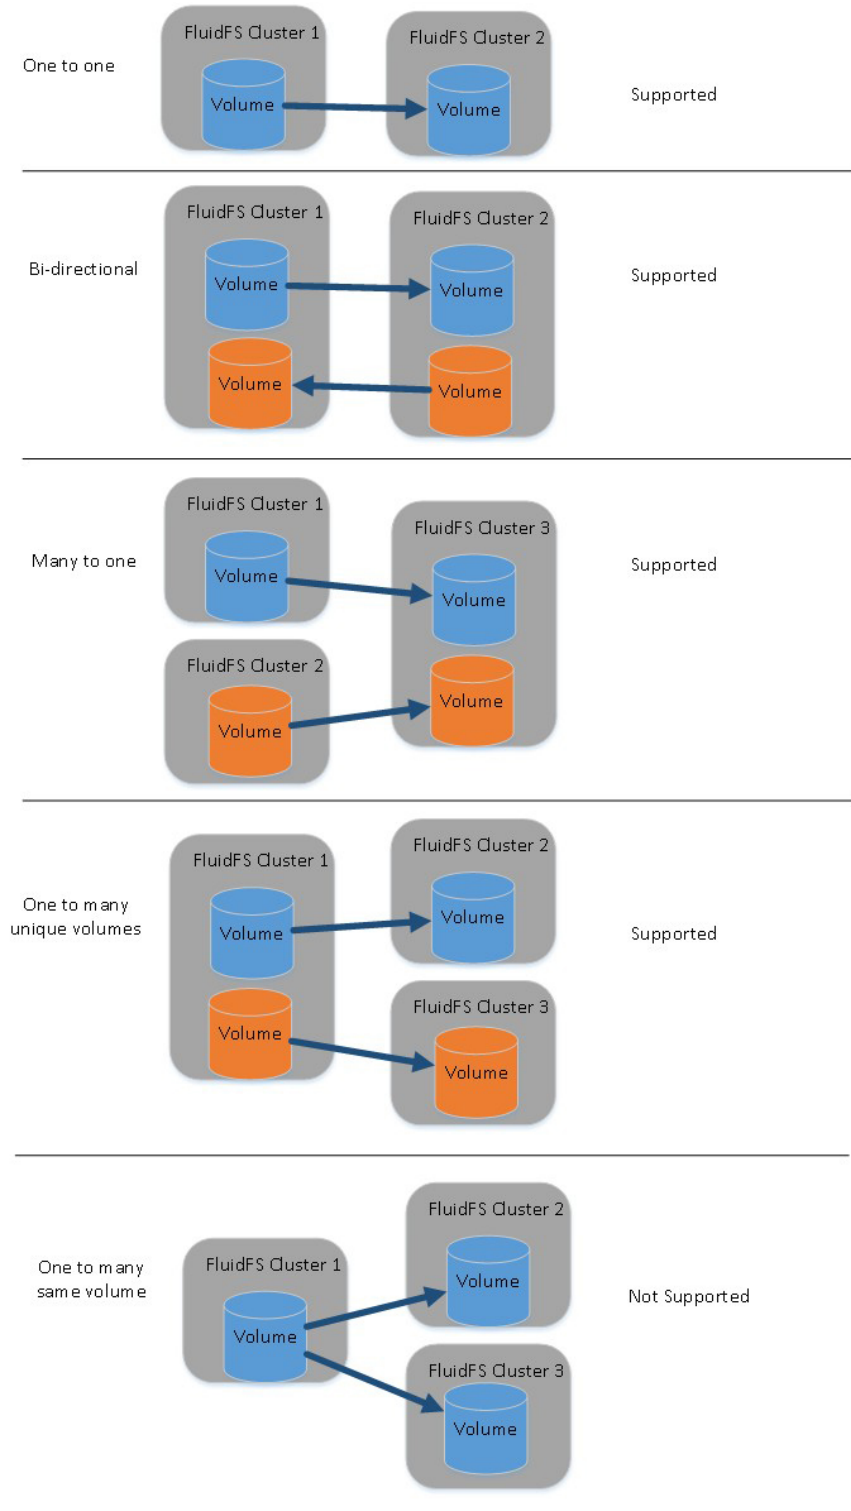 FluidFS Cluster 1
FluidFS Cluster 2
One to one
Volume
Volume
Supported
FluidFS Cluster 1
FluidFS Cluster 2
Bi-directional
Volume
Volume
Supported
Volume
Volume
FluidFS Cluster 1
FluidFS Cluster 3
Many to one
Volume
Volume
Supported
FluidFS Cluster 2
Volume
Volume
FluidFS Cluster 1
FluidFS Cluster 2
One to many
unique volumes
Volume
Volume
Supported
FluidFS Cluster 3
Volume
Volume
FluidFS Cluster 2
FluidFS Cluster 1
One to many
same volume
Volume
Volume
Not Supported
FluidFS Cluster 3
Volume